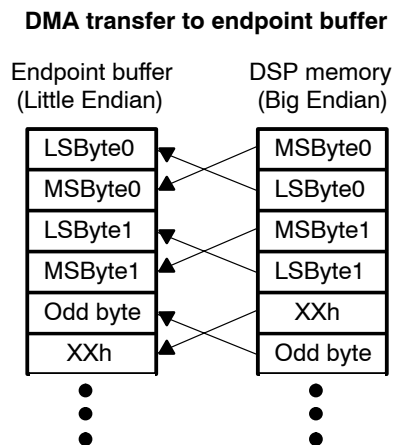 DMA transfer to endpoint buffer
Endpoint buffer
(Little Endian)
DSP memory
(Big Endian)
LSByte0
MSByte0
LSByte1
MSByte1
Odd byte
XXh
MSByte0
LSByte0
MSByte1
LSByte1
XXh
Odd byte